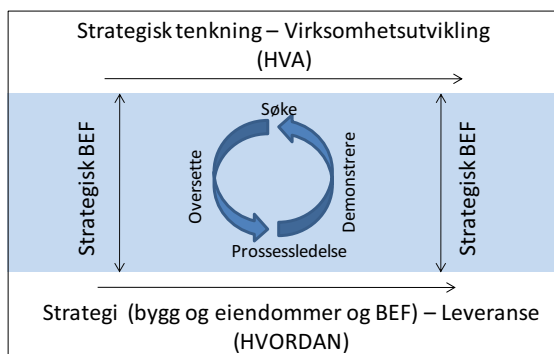 Strategisk tenkning – Virksomhetsutvikling
(HVA)
Strategisk BEF
Søke
Oversette
Demonstrere
Prossessledelse
Strategisk BEF
Strategi (bygg og eiendommer og BEF) – Leveranse
(HVORDAN)